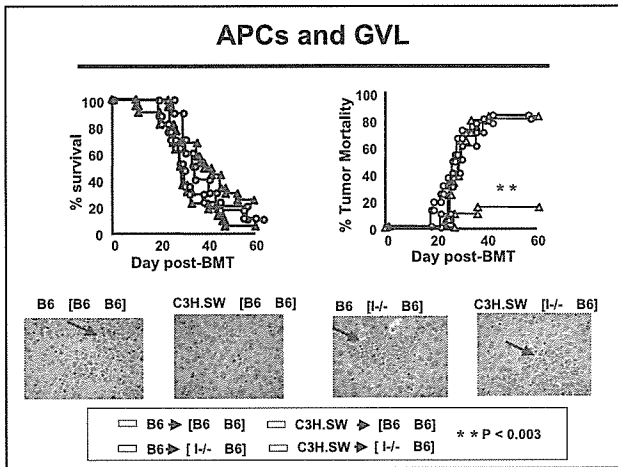 APCs and GVL
% survival
100
80
60
40
20
0
0 20 40 60
Day post-BMT
% Tumor Mortality
100
80
60
40
20
0
0 20 40 60
Day post-BMT
* *
B6 [B6 B6]
C3H.SW [B6 B6]
B6 [I-/- B6]
C3H.SW [I-/- B6]
B6 [B6 B6] C3H.SW [B6 B6]
B6 [ I-/- B6] C3H.SW [ I-/- B6]
* * P < 0.003